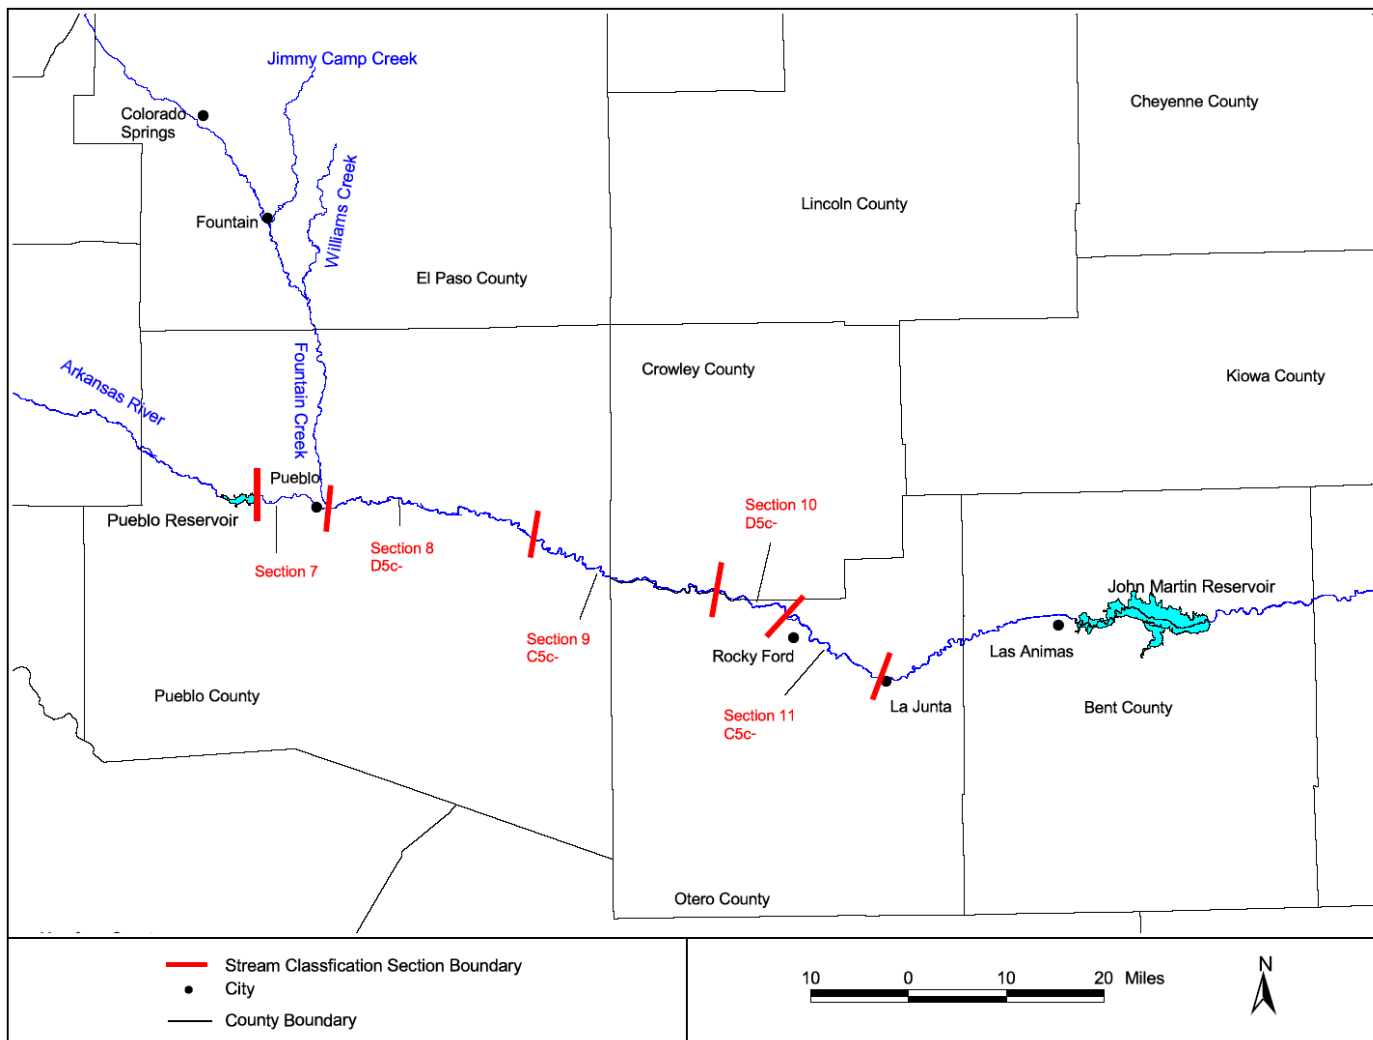 Jimmy Camp Creek
Colorado
Springs
Cheyenne County
Williams Creek
Lincoln County
Fountain
El Paso County
Fountain Creek
Arkansas River
Crowley County
Kiowa County
Pueblo
Section 10
D5c-
Pueblo Reservoir
Section 8
D5c-
Section 7
John Martin Reservoir
Section 9
C5c-
Rocky Ford
Las Animas
Pueblo County
Section 11
C5c-
La Junta
Bent County
Otero County
Stream Classfication Section Boundary
City
County Boundary
10 0 10 20 Miles
N